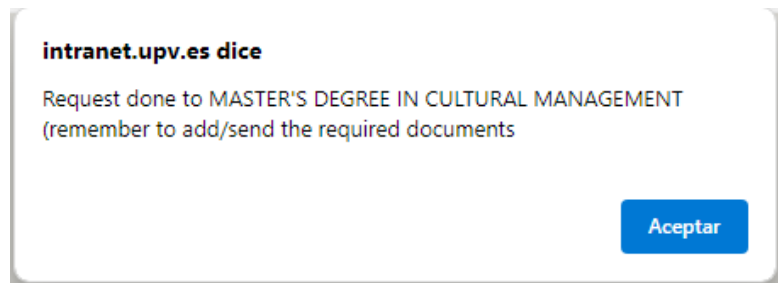 intranet.upv.es dice
Request done to MASTER'S DEGREE IN CULTURAL MANAGEMENT
(remember to add/send the required documents
Aceptar